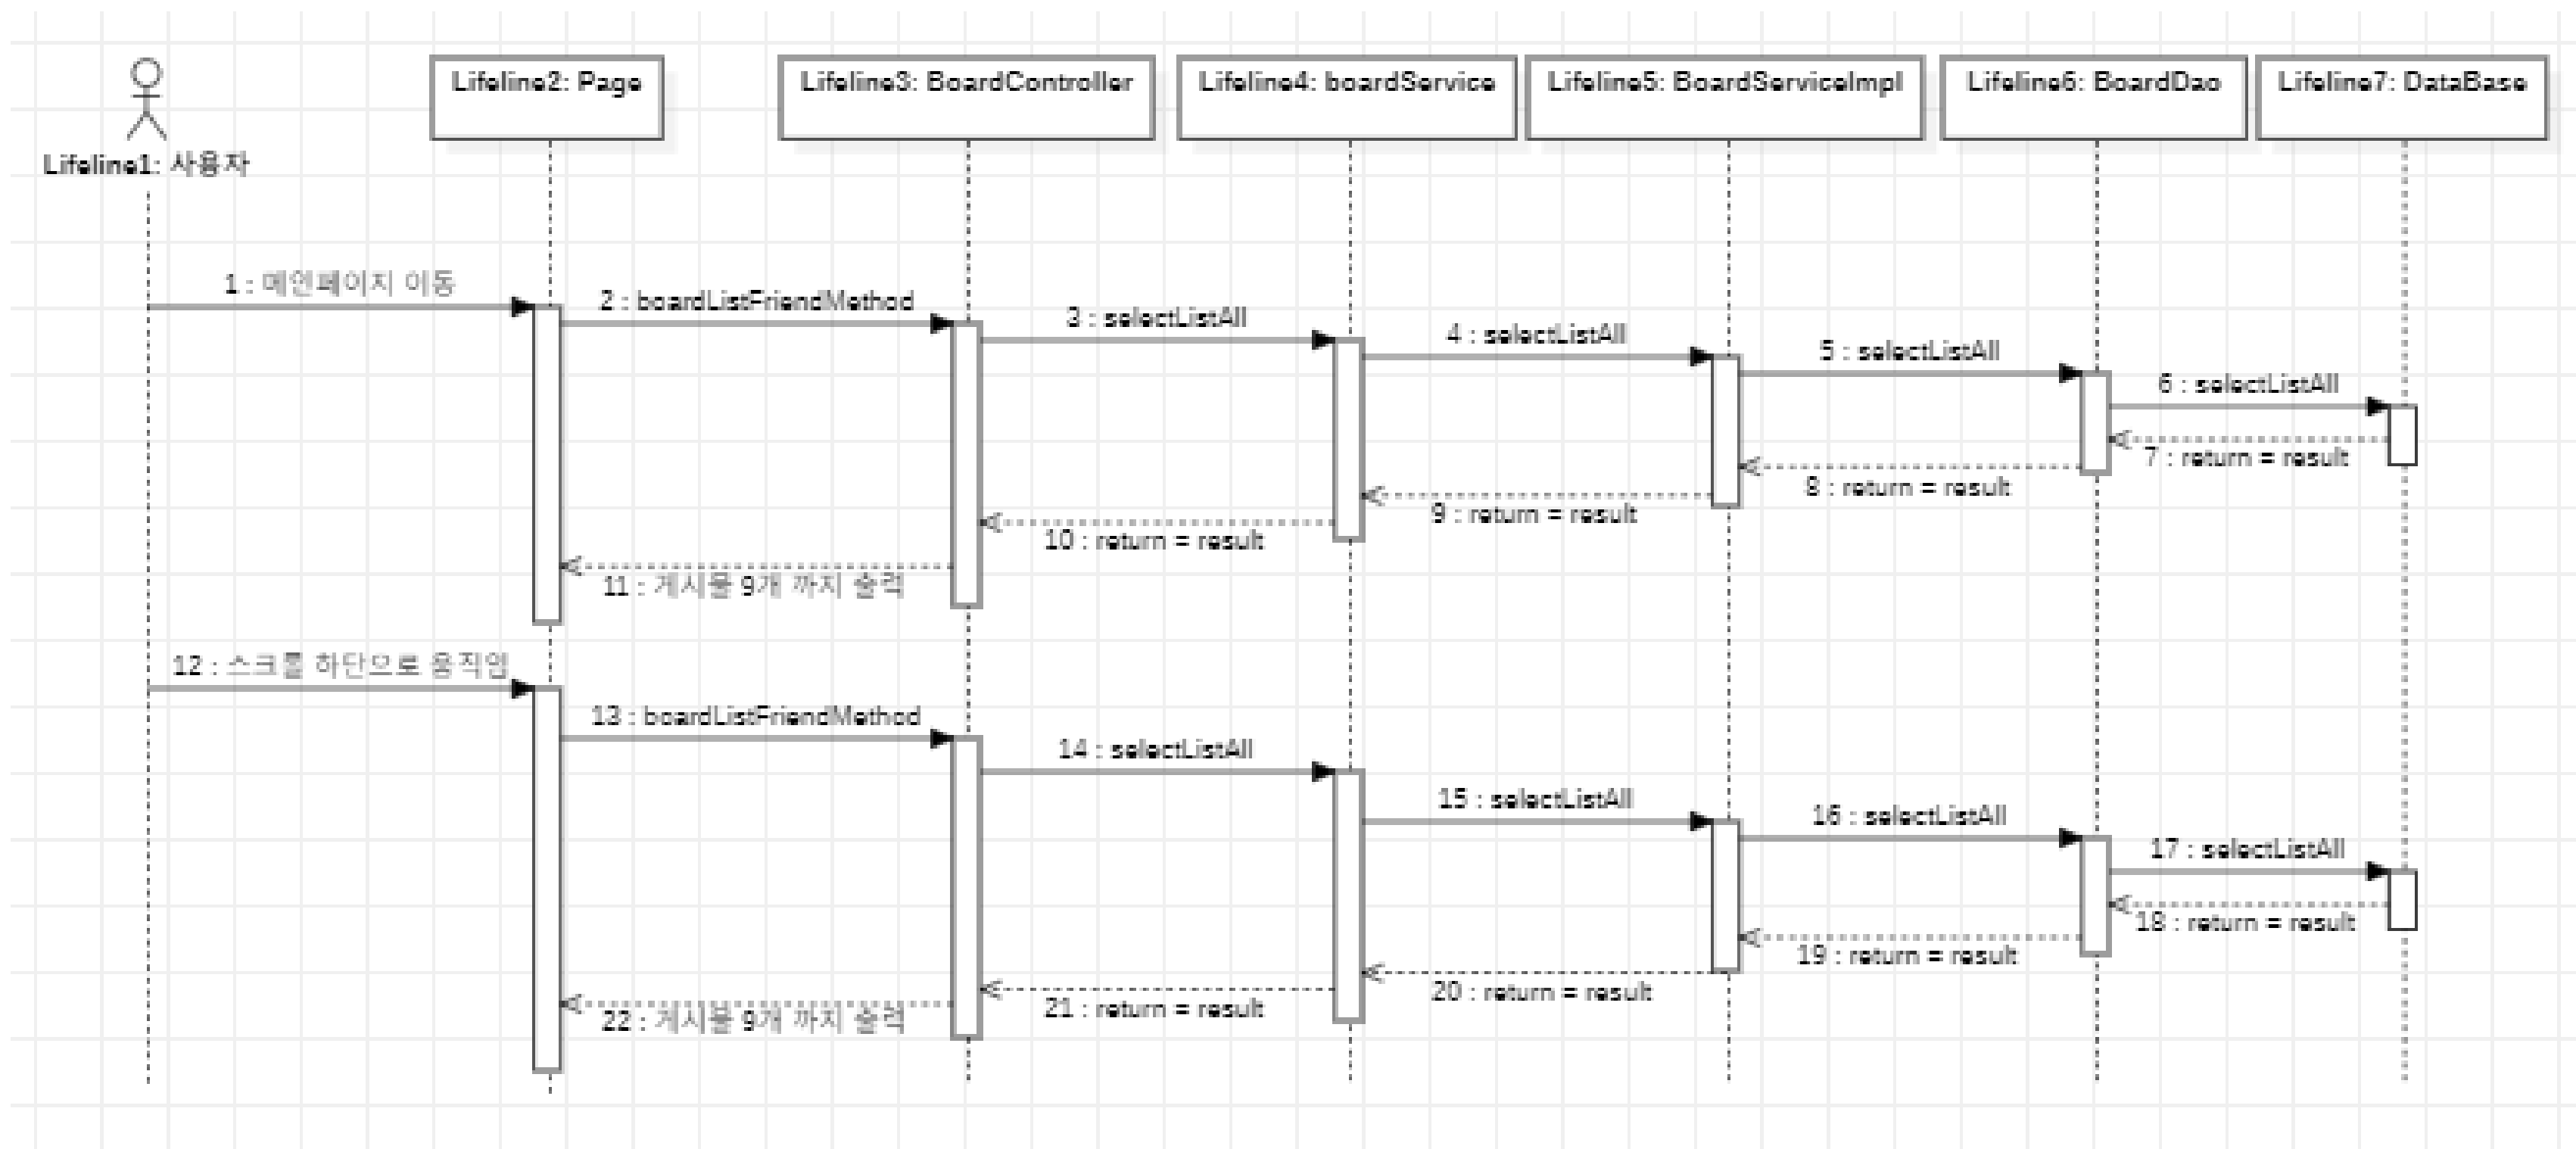 Lifeline1: 사용자
Lifeline2: Page
Lifeline3: BoardController
Lifeline4: boardService
Lifeline5: BoardServiceImpl
Lifeline6: BoardDao
Lifeline7: DataBase
1 : 메인페이지 이동
2 : boardListFriendMethod
3 : selectListAll
4 : selectListAll
5 : selectListAll
6 : selectListAll
7 : return = result
8 : return = result
9 : return = result
10 : return = result
11 : 게시물 9개 까지 출력
12 : 스크롤 하단으로 움직임
13 : boardListFriendMethod
14 : selectListAll
15 : selectListAll
16 : selectListAll
17 : selectListAll
18 : return = result
19 : return = result
20 : return = result
21 : return = result
22 : 게시물 9개 까지 출력